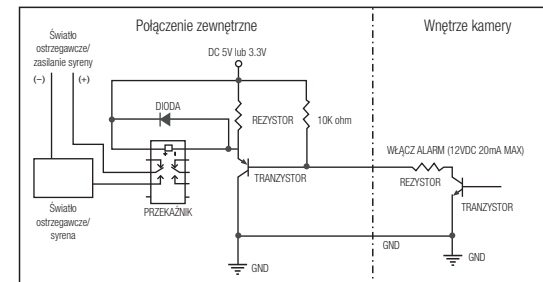 Połączenie zewnętrzne
Wnętrze kamery
Światło
ostrzegawcze/
zasilanie syreny
(−) (+)
DC 5V lub 3.3V
DIODA
REZYSTOR
10K ohm
WŁĄCZ ALARM (12VDC 20mA MAX)
TRANZYSTOR
REZYSTOR
TRANZYSTOR
Światło
ostrzegawcze/
syrena
PRZEKAŹNIK
GND
GND
GND